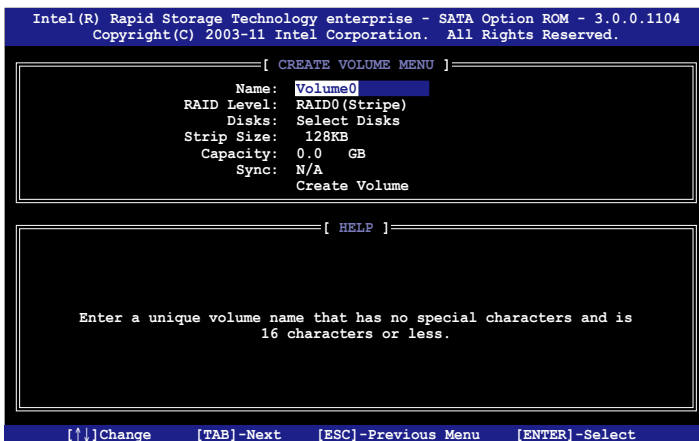 Intel(R) Rapid Storage Technology enterprise - SATA Option ROM - 3.0.0.1104
Copyright(C) 2003-11 Intel Corporation.  All Rights Reserved.
[ CREATE VOLUME MENU ]
Name: Volume0
RAID Level: RAID0(Stripe)
Disks: Select Disks
Strip Size: 128KB
Capacity: 0.0 GB
Sync: N/A
Create Volume
[ HELP ]
Enter a unique volume name that has no special characters and is
16 characters or less.
[↑↓]Change [TAB]-Next [ESC]-Previous Menu [ENTER]-Select